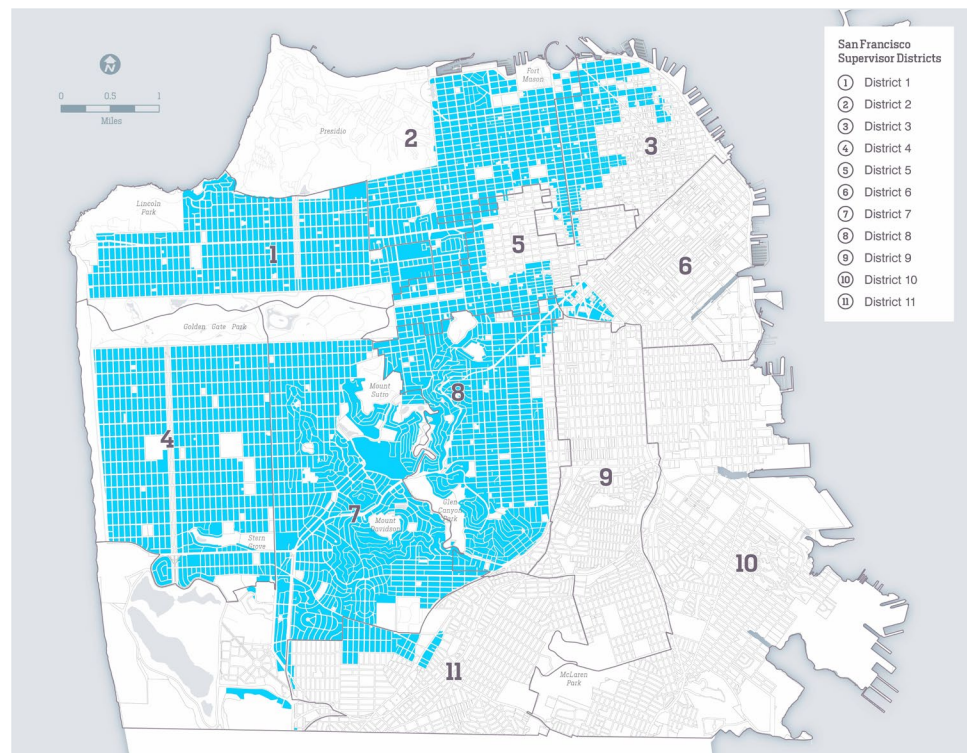 San Francisco
Supervisor Districts
1 District 1
2 District 2
3 District 3
4 District 4
5 District 5
6 District 6
7 District 7
8 District 8
9 District 9
10 District 10
11 District 11
N
0 0.5 1
Miles
Fort
Mason
Presidio
2
3
Lincoln
Park
1
5
6
Golden Gate Park
Mount
Sutro
8
4
9
7
Mount
Davidson
Glen
Canyon
Park
Stern
Grove
10
11
McLaren
Park